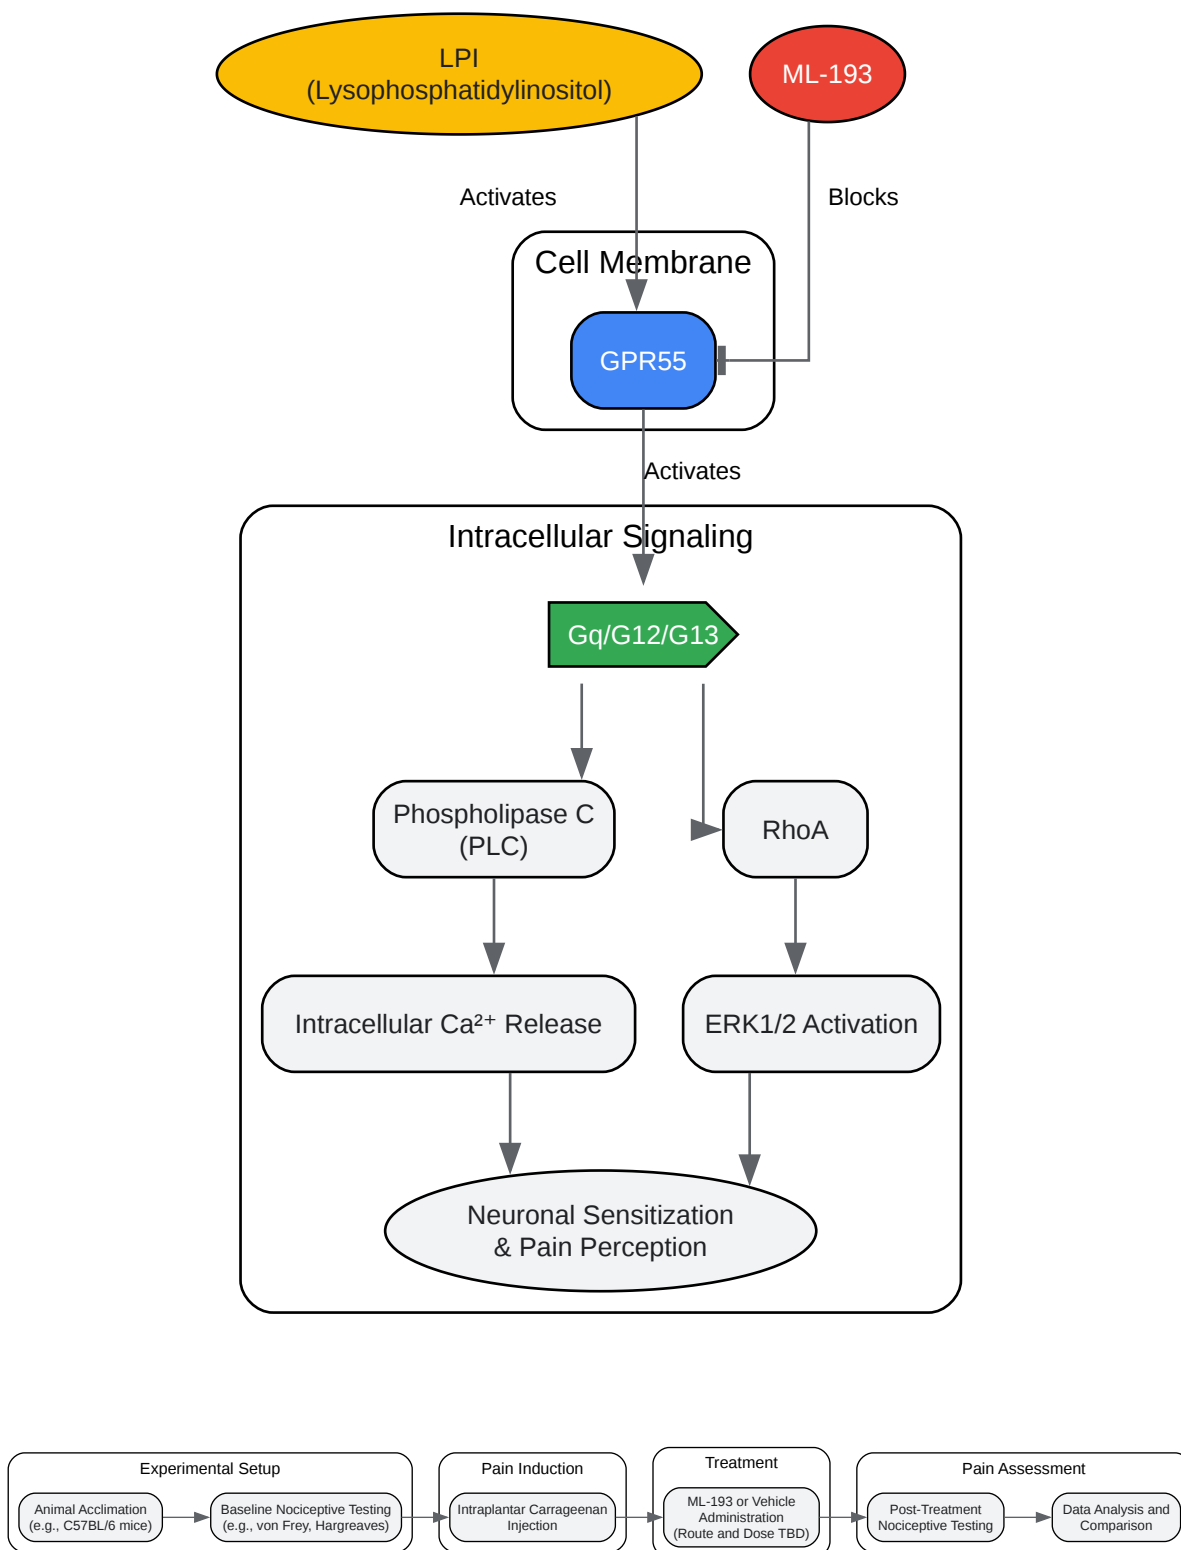 LPI
(Lysophosphatidylinositol)
ML-193
Activates
Blocks
Cell Membrane
GPR55
Activates
Intracellular Signaling
Gq/G12/G13
Phospholipase C
(PLC)
RhoA
Intracellular Ca²⁺ Release
ERK1/2 Activation
Neuronal Sensitization
& Pain Perception
Experimental Setup
Animal Acclimation
(e.g., C57BL/6 mice)
Baseline Nociceptive Testing
(e.g., von Frey, Hargreaves)
Pain Induction
Intraplantar Carrageenan
Injection
Treatment
ML-193 or Vehicle
Administration
(Route and Dose TBD)
Pain Assessment
Post-Treatment
Nociceptive Testing
Data Analysis and
Comparison